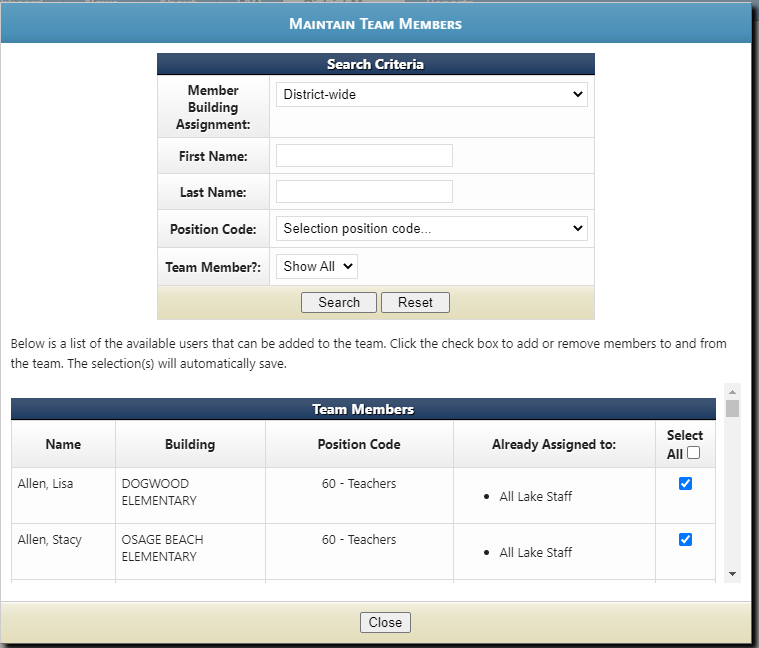 Maintain Team Members
Search Criteria
Member
Building
Assignment:
District-wide
First Name:
Last Name:
Position Code:
Selection position code...
Team Member?:
Show All
Search
Reset
Below is a list of the available users that can be added to the team. Click the check box to add or remove members to and from
the team. The selection(s) will automatically save.
Team Members
Name
Building
Position Code
Already Assigned to:
Select
All
Allen, Lisa
DOGWOOD
ELEMENTARY
60 - Teachers
• All Lake Staff
Allen, Stacy
OSAGE BEACH
ELEMENTARY
60 - Teachers
• All Lake Staff
Close